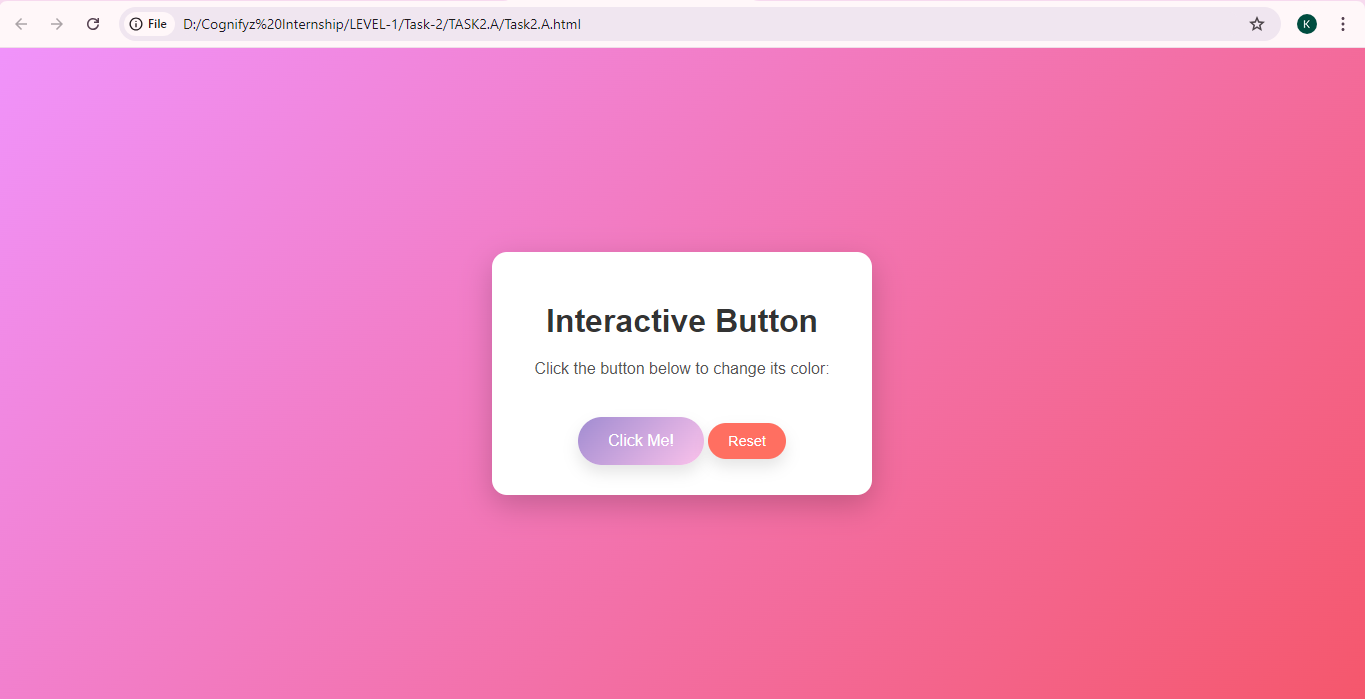 File D:/Cognifyz%20Internship/LEVEL-1/Task-2/TASK2.A/Task2.A.html K
Interactive Button
Click the button below to change its color:
Click Me! Reset